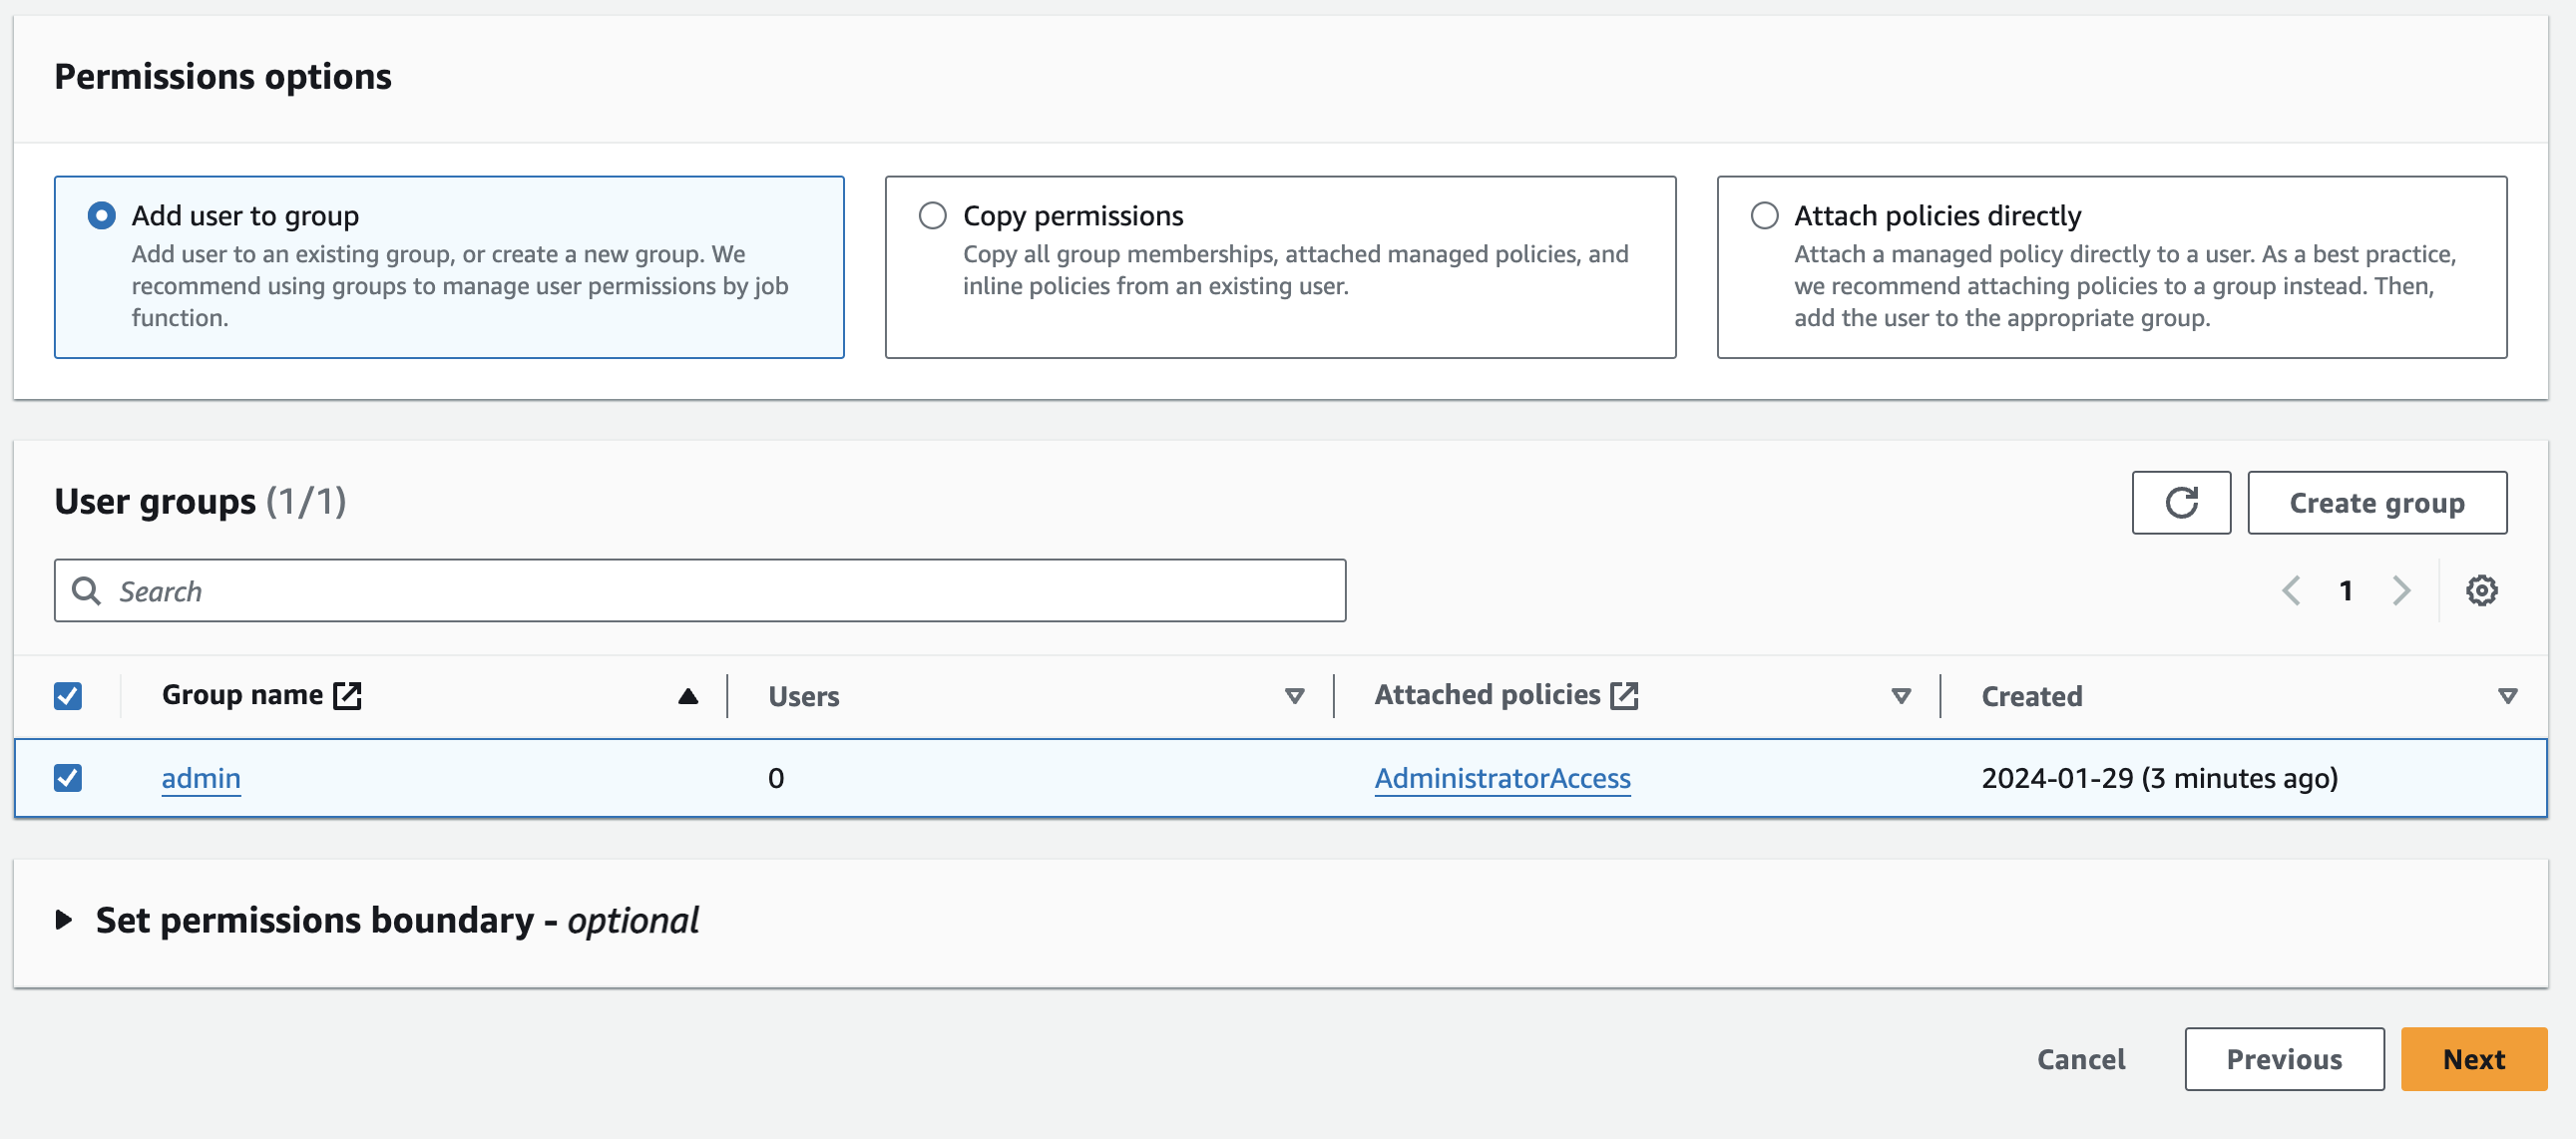 Permissions options
Add user to group
Add user to an existing group, or create a new group. We
recommend using groups to manage user permissions by job
function.
Copy permissions
Copy all group memberships, attached managed policies, and
inline policies from an existing user.
Attach policies directly
Attach a managed policy directly to a user. As a best practice,
we recommend attaching policies to a group instead. Then,
add the user to the appropriate group.
User groups (1/1)
Create group
Search
1
Group name Users Attached policies Created
admin 0 AdministratorAccess 2024-01-29 (3 minutes ago)
Set permissions boundary - optional
Cancel Previous Next